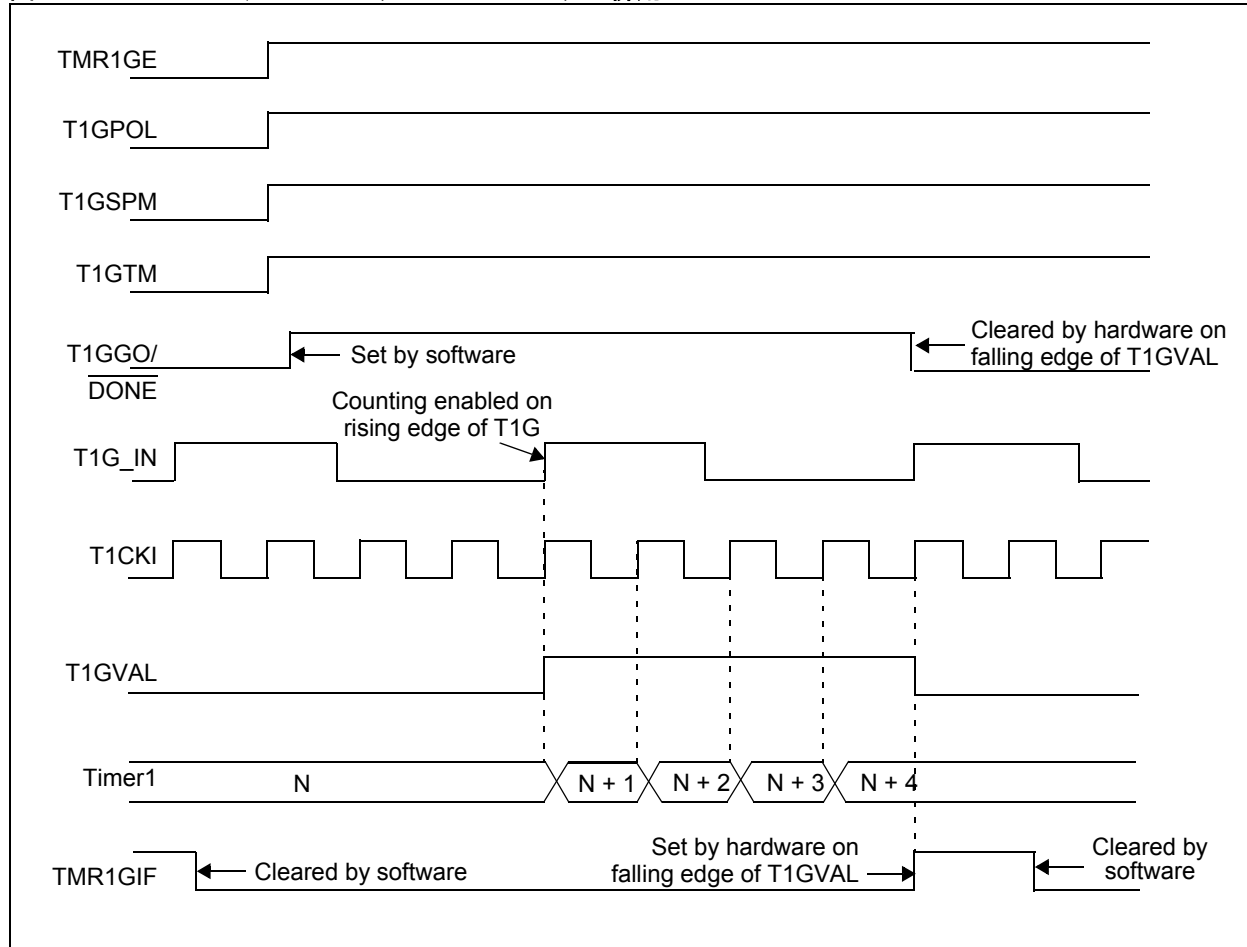 TMR1GE
T1GPOL
T1GSPM
T1GTM
T1GGO/
DONE
Set by software
Cleared by hardware on
falling edge of T1GVAL
Counting enabled on
rising edge of T1G
T1G_IN
T1CKI
T1GVAL
Timer1
N
N + 1
N + 2
N + 3
N + 4
TMR1GIF
Cleared by software
Set by hardware on
falling edge of T1GVAL
Cleared by
software